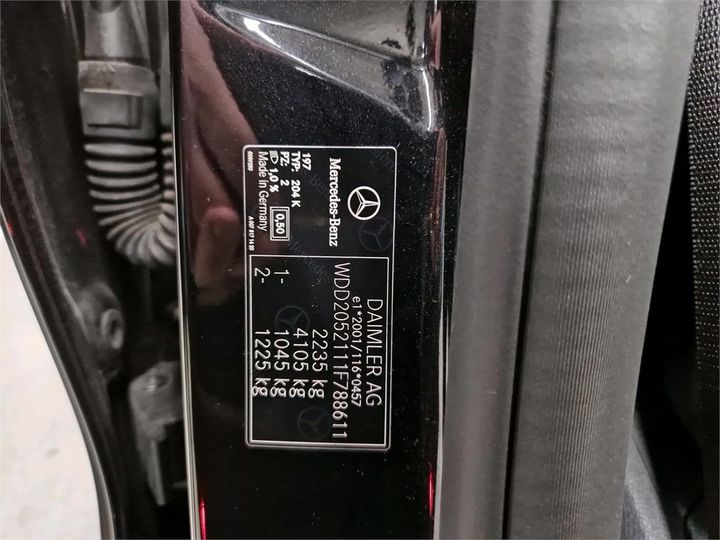 Mercedes-Benz
197
TYP: 204 K
PZ: 2 0,50
1,0 %
Made in Germany
DAIMLER AG
e1*2001/116*0457
WDD2052111F788611
2235 kg
4105 kg
1- 1045 kg
2- 1225 kg